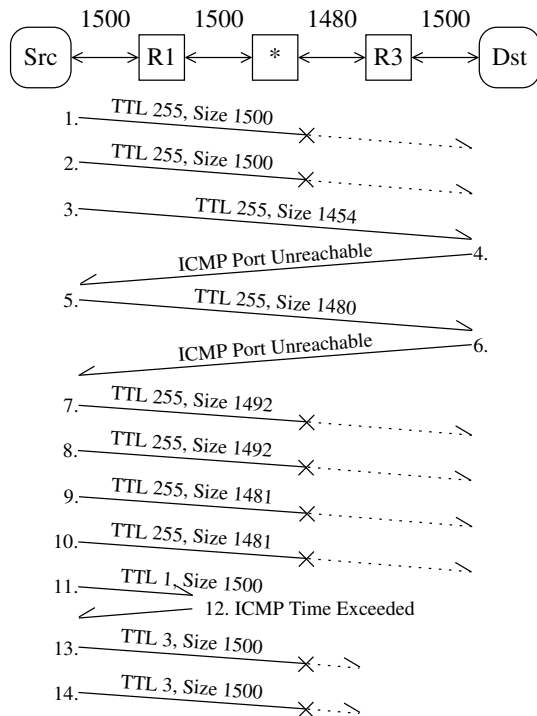 1500 1500 1480 1500
Src R1 * R3 Dst
1. TTL 255, Size 1500
2. TTL 255, Size 1500
3. TTL 255, Size 1454
4. ICMP Port Unreachable
5. TTL 255, Size 1480
6. ICMP Port Unreachable
7. TTL 255, Size 1492
8. TTL 255, Size 1492
9. TTL 255, Size 1481
10. TTL 255, Size 1481
11. TTL 1, Size 1500
12. ICMP Time Exceeded
13. TTL 3, Size 1500
14. TTL 3, Size 1500